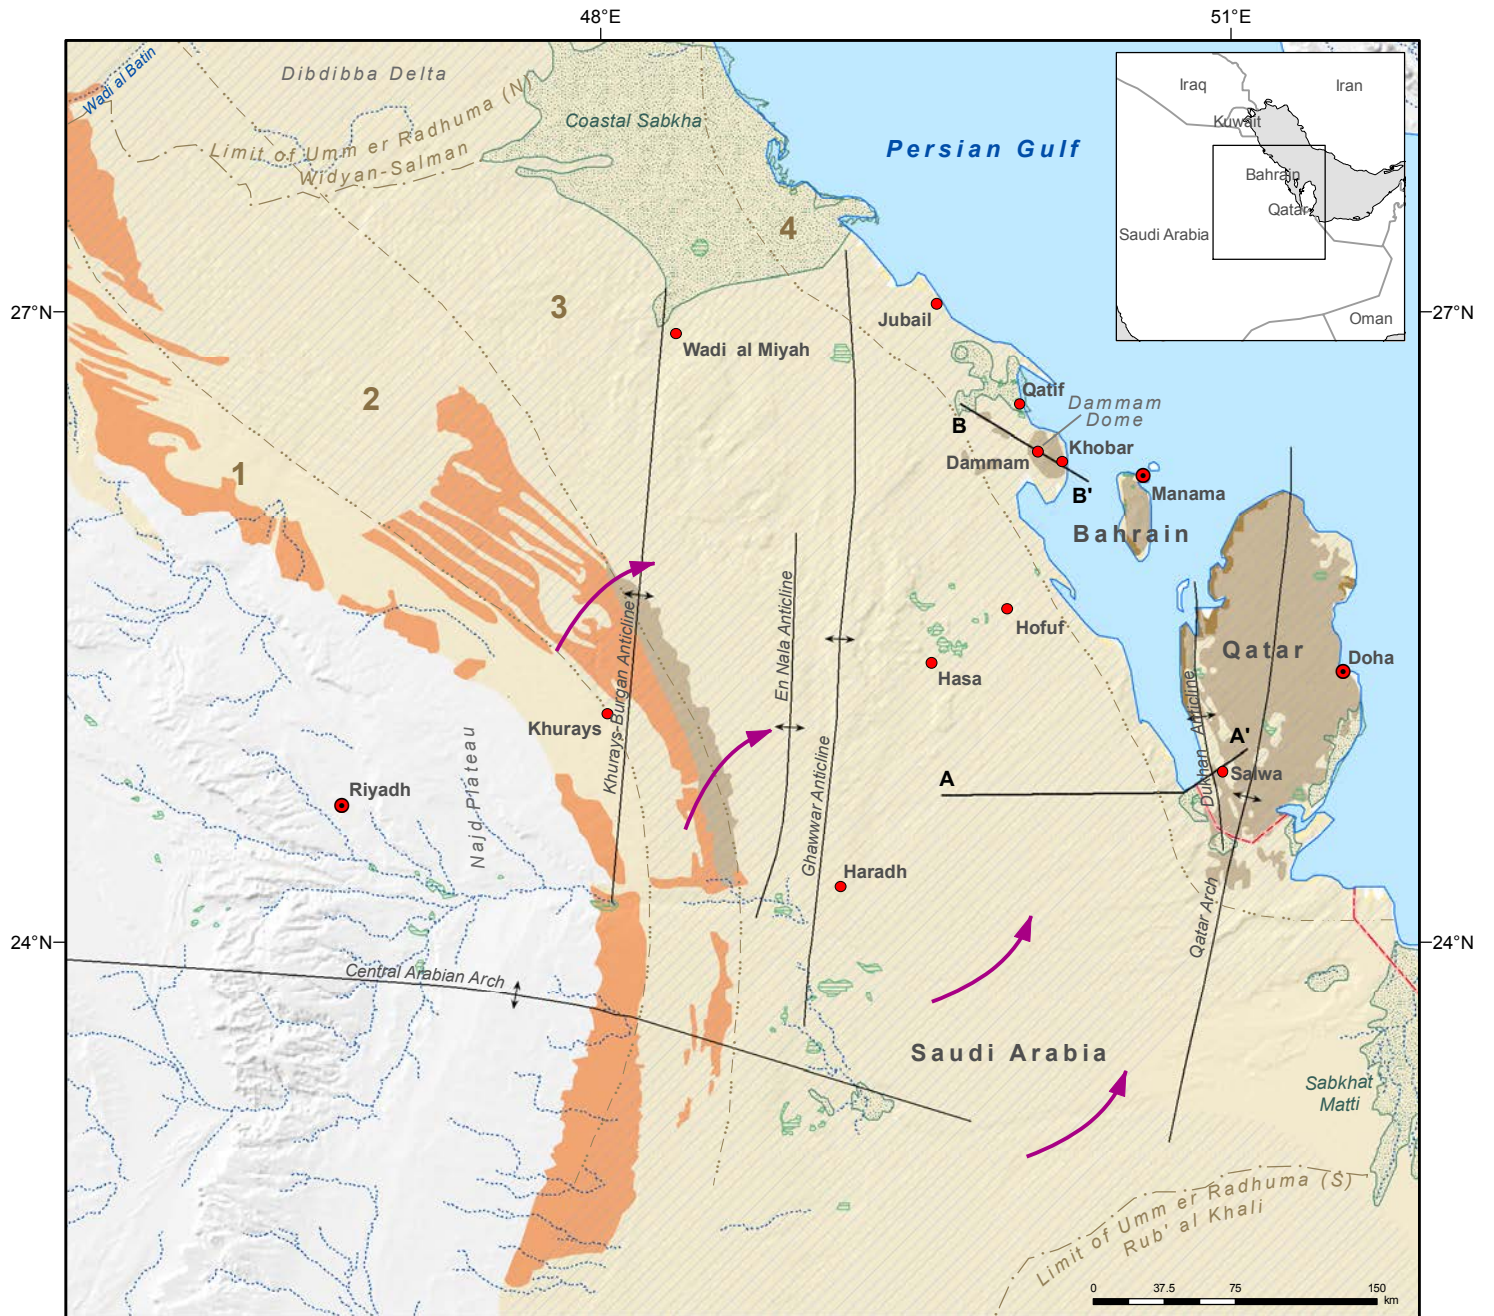 48°E
51°E
Wadi al Batin
Dibdibba Delta
Limit of Umm er Radhuma (N)
Widyan-Salman
Coastal Sabkha
Persian Gulf
Iraq
Iran
Kuwait
Bahrain
Qatar
Saudi Arabia
Oman
4
3
2
1
27°N
27°N
Jubail
Wadi al Miyah
Qatif
Dammam
Dome
B
Khobar
Dammam
B'
Manama
Bahrain
Hofuf
Qatar
Doha
Hasa
Khurays
Khurays-Burgan Anticline
En Nala Anticline
Ghawwar Anticline
Dukhan Anticline
A'
Salwa
A
Riyadh
Najd Plateau
Haradh
Qatar Arch
24°N
24°N
Central Arabian Arch
Saudi Arabia
Sabkhat
Matti
Limit of Umm er Radhuma (S)
Rub' al Khali
0 37.5 75 150
km